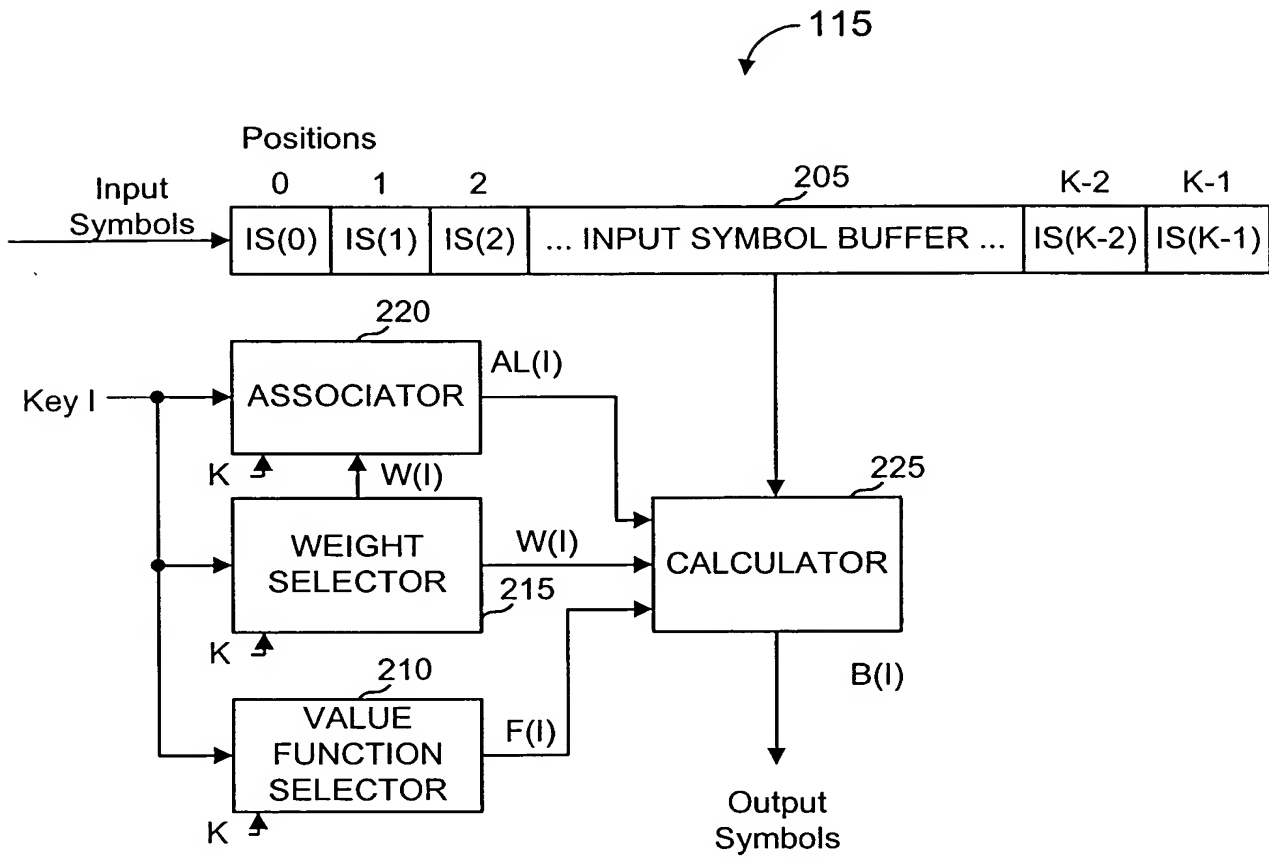 115
Positions
Input
Symbols
0 1 2 205 K-2 K-1
IS(0) IS(1) IS(2) ... INPUT SYMBOL BUFFER ... IS(K-2) IS(K-1)
220
AL(I)
Key I
ASSOCIATOR
K
W(I)
225
WEIGHT
SELECTOR
W(I)
215
CALCULATOR
K
210
B(I)
VALUE
FUNCTION
SELECTOR
F(I)
K
Output
Symbols